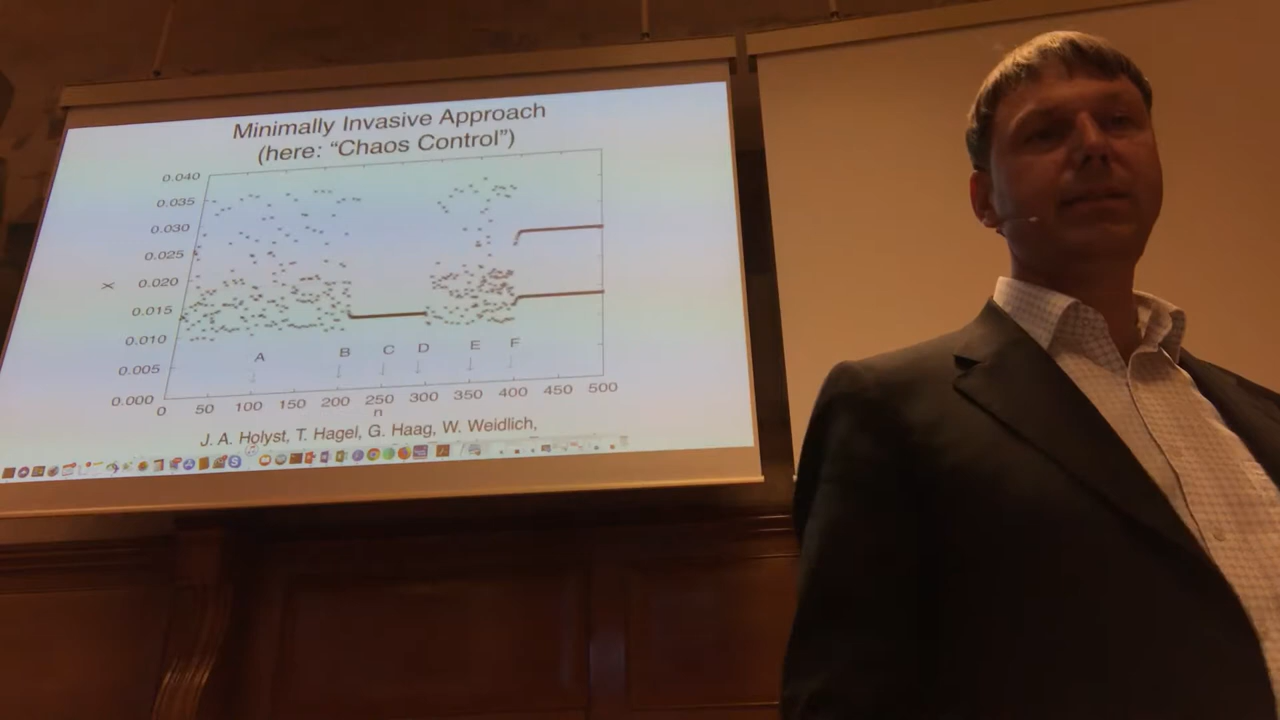 Minimally Invasive Approach
(here: “Chaos Control”)
0.040
0.035
0.030
0.025
X
0.020
0.015
0.010
0.005
0.000
A B C D E F
0 50 100 150 200 250 300 350 400 450 500
n
J. A. Holyst, T. Hagel, G. Haag, W. Weidlich,